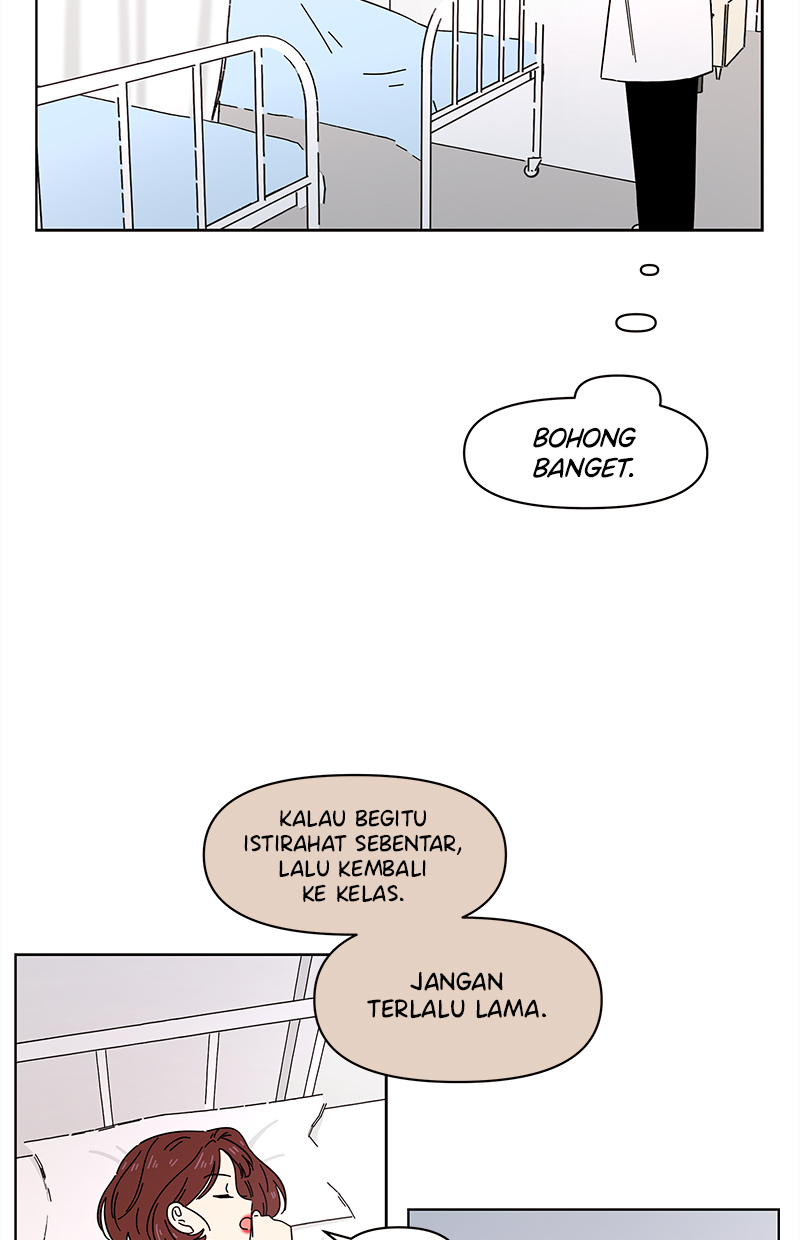 BOHONG
BANGET.
KALAU BEGITU
ISTIRAHAT SEBENTAR,
LALU KEMBALI
KE KELAS.
JANGAN
TERLALU LAMA.